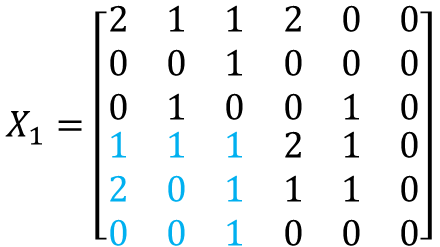 2 1 1 2 0 0
0 0 1 0 0 0
0 1 0 0 1 0
X₁ =
1 1 1 2 1 0
2 0 1 1 1 0
0 0 1 0 0 0